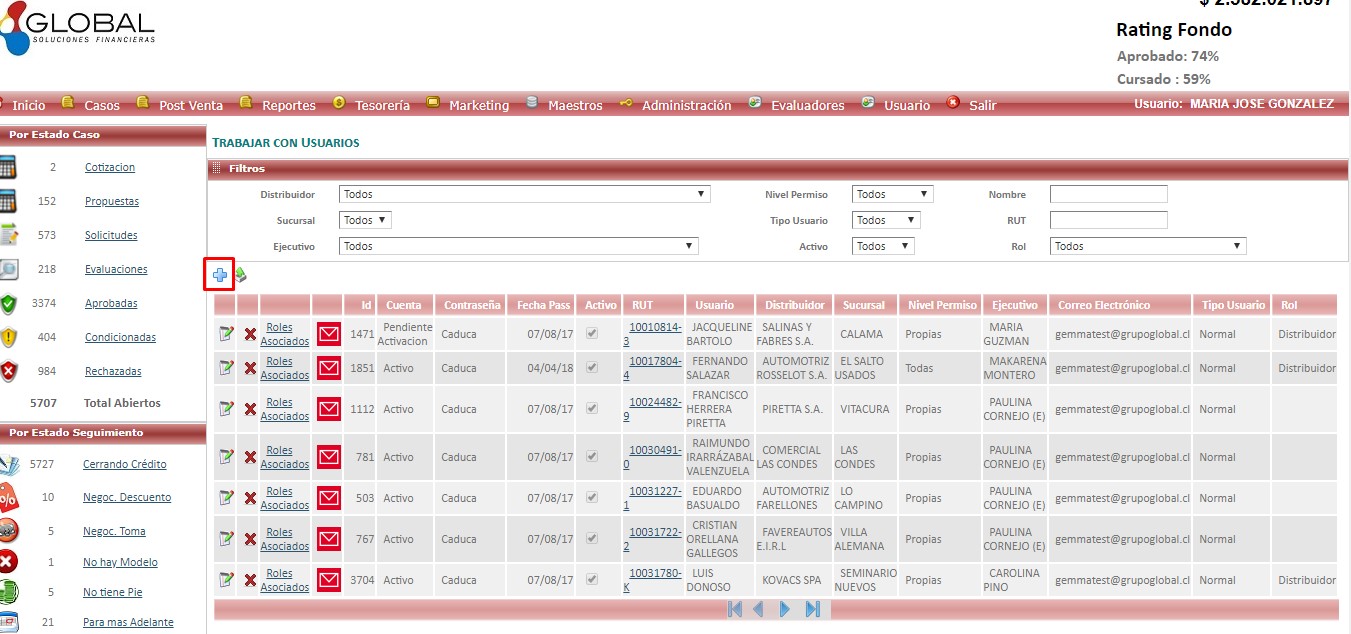 GLOBAL
SOLUCIONES FINANCIERAS
$ 2.582.021.897
Rating Fondo
Aprobado: 74%
Cursado : 59%
Inicio Casos Post Venta Reportes Tesorería Marketing Maestros Administración Evaluadores Usuario Salir Usuario: MARIA JOSE GONZALEZ
Por Estado Caso
2 Cotizacion
152 Propuestas
573 Solicitudes
218 Evaluaciones
3374 Aprobadas
404 Condicionadas
984 Rechazadas
5707 Total Abiertos
Por Estado Seguimiento
5727 Cerrando Crédito
10 Negoc. Descuento
5 Negoc. Toma
1 No hay Modelo
5 No tiene Pie
21 Para mas Adelante
TRABAJAR CON USUARIOS
Filtros
Distribuidor Todos Nivel Permiso Todos Nombre
Sucursal Todos Tipo Usuario Todos RUT
Ejecutivo Todos Activo Todos Rol Todos
Id Cuenta Contraseña Fecha Pass Activo RUT Usuario Distribuidor Sucursal Nivel Permiso Ejecutivo Correo Electrónico Tipo Usuario Rol
Roles Pendiente 10010814- JACQUELINE SALINAS Y MARIA
Asociados 1471 Activacion Caduca 07/08/17 3 BARTOLO FABRES S.A. CALAMA Propias GUZMAN gemmatest@grupoglobal.cl Normal Distribuidor
Roles 10017804- FERNANDO AUTOMOTRIZ EL SALTO MAKARENA
Asociados 1851 Activo Caduca 04/04/18 4 SALAZAR ROSSELOT S.A. USADOS Todas MONTERO gemmatest@grupoglobal.cl Normal Distribuidor
FRANCISCO
Roles 10024482- HERRERA PAULINA
Asociados 1112 Activo Caduca 07/08/17 9 PIRETTA PIRETTA S.A. VITACURA Propias CORNEJO (E) gemmatest@grupoglobal.cl Normal
RAIMUNDO
Roles 10030491- IRARRÁZABAL COMERCIAL LAS PAULINA
Asociados 781 Activo Caduca 07/08/17 0 VALENZUELA LAS CONDES CONDES Propias CORNEJO (E) gemmatest@grupoglobal.cl Normal
Roles 10031227- EDUARDO AUTOMOTRIZ LO PAULINA
Asociados 503 Activo Caduca 07/08/17 1 BASUALDO FARELLONES CAMPINO Propias CORNEJO (E) gemmatest@grupoglobal.cl Normal
CRISTIAN
Roles 10031722- ORELLANA FAVEREAUTOS VILLA PAULINA
Asociados 767 Activo Caduca 07/08/17 2 GALLEGOS E.I.R.L ALEMANA Propias CORNEJO (E) gemmatest@grupoglobal.cl Normal
Roles 10031780- LUIS SEMINARIO CAROLINA
Asociados 3704 Activo Caduca 07/08/17 K DONOSO KOVACS SPA NUEVOS Propias PINO gemmatest@grupoglobal.cl Normal Distribuidor